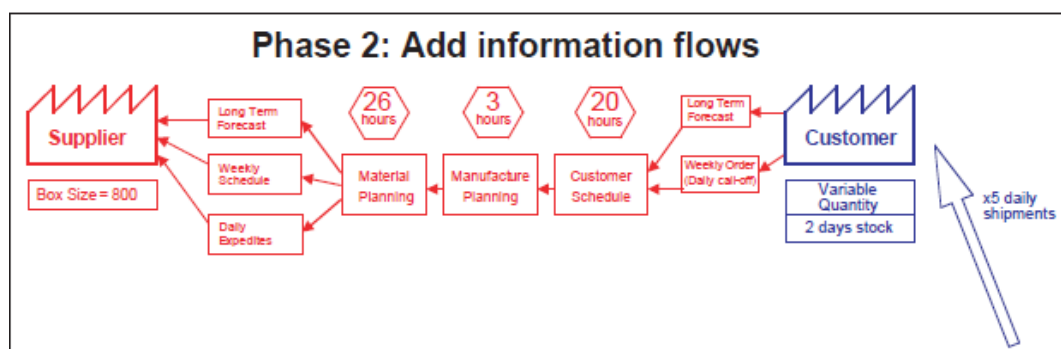 Phase 2: Add information flows
26
hours
3
hours
20
hours
Supplier
Box Size = 800
Long Term
Forecast
Weekly
Schedule
Daily
Expedites
Material
Planning
Manufacture
Planning
Customer
Schedule
Long Term
Forecast
Weekly Order
(Daily call-off)
Customer
Variable
Quantity
2 days stock
x5 daily
shipments